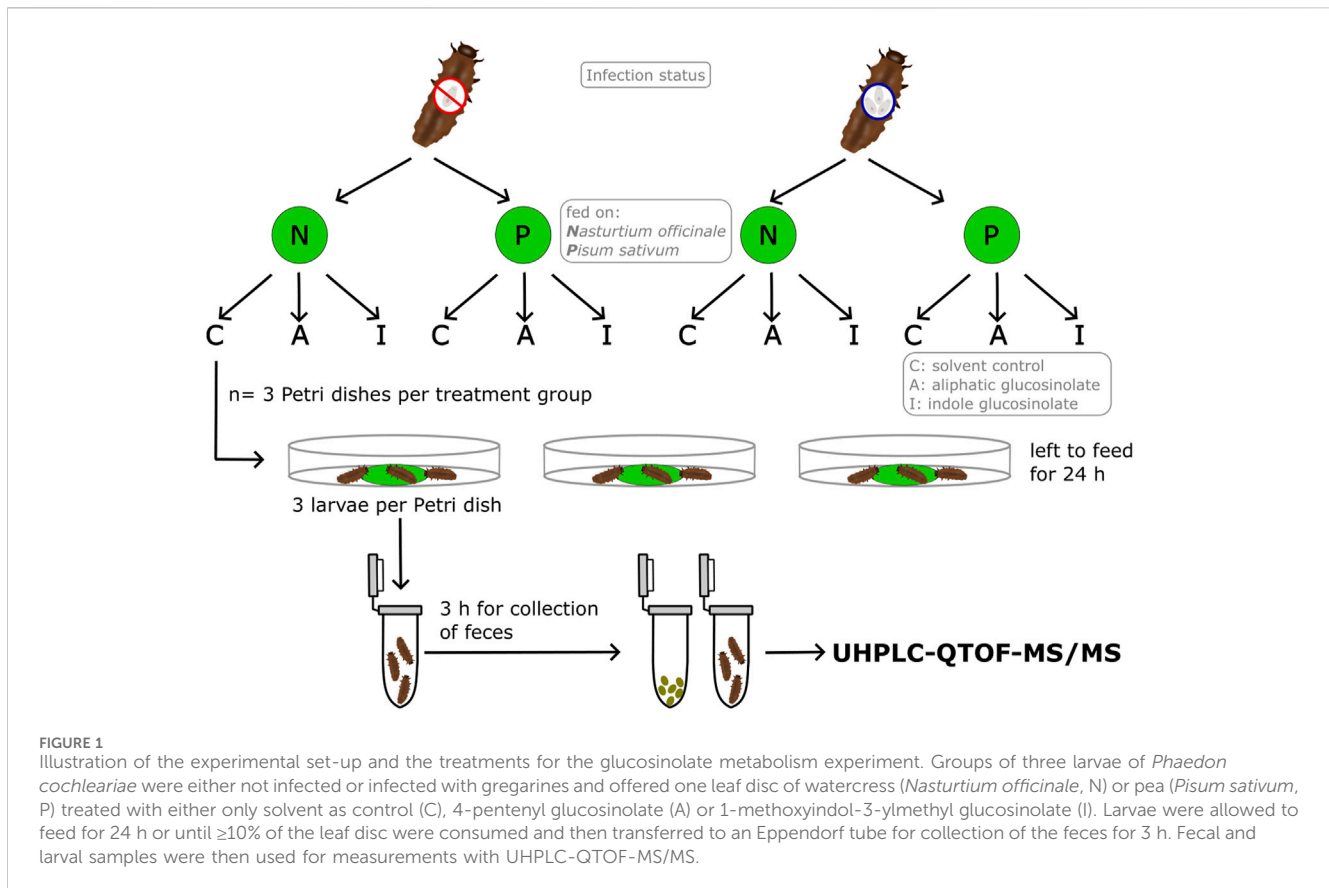 Infection status
N
P
fed on:
Nasturtium officinale
Pisum sativum
N
P
C A I C A I C A I C A I
C: solvent control
A: aliphatic glucosinolate
I: indole glucosinolate
n= 3 Petri dishes per treatment group
left to feed
for 24 h
3 larvae per Petri dish
3 h for collection
of feces
UHPLC-QTOF-MS/MS
FIGURE 1
Illustration of the experimental set-up and the treatments for the glucosinolate metabolism experiment. Groups of three larvae of Phaedon
cochleariae were either not infected or infected with gregarines and offered one leaf disc of watercress (Nasturtium officinale, N) or pea (Pisum sativum,
P) treated with either only solvent as control (C), 4-pentenyl glucosinolate (A) or 1-methoxyindol-3-ylmethyl glucosinolate (I). Larvae were allowed to
feed for 24 h or until ≥10% of the leaf disc were consumed and then transferred to an Eppendorf tube for collection of the feces for 3 h. Fecal and
larval samples were then used for measurements with UHPLC-QTOF-MS/MS.